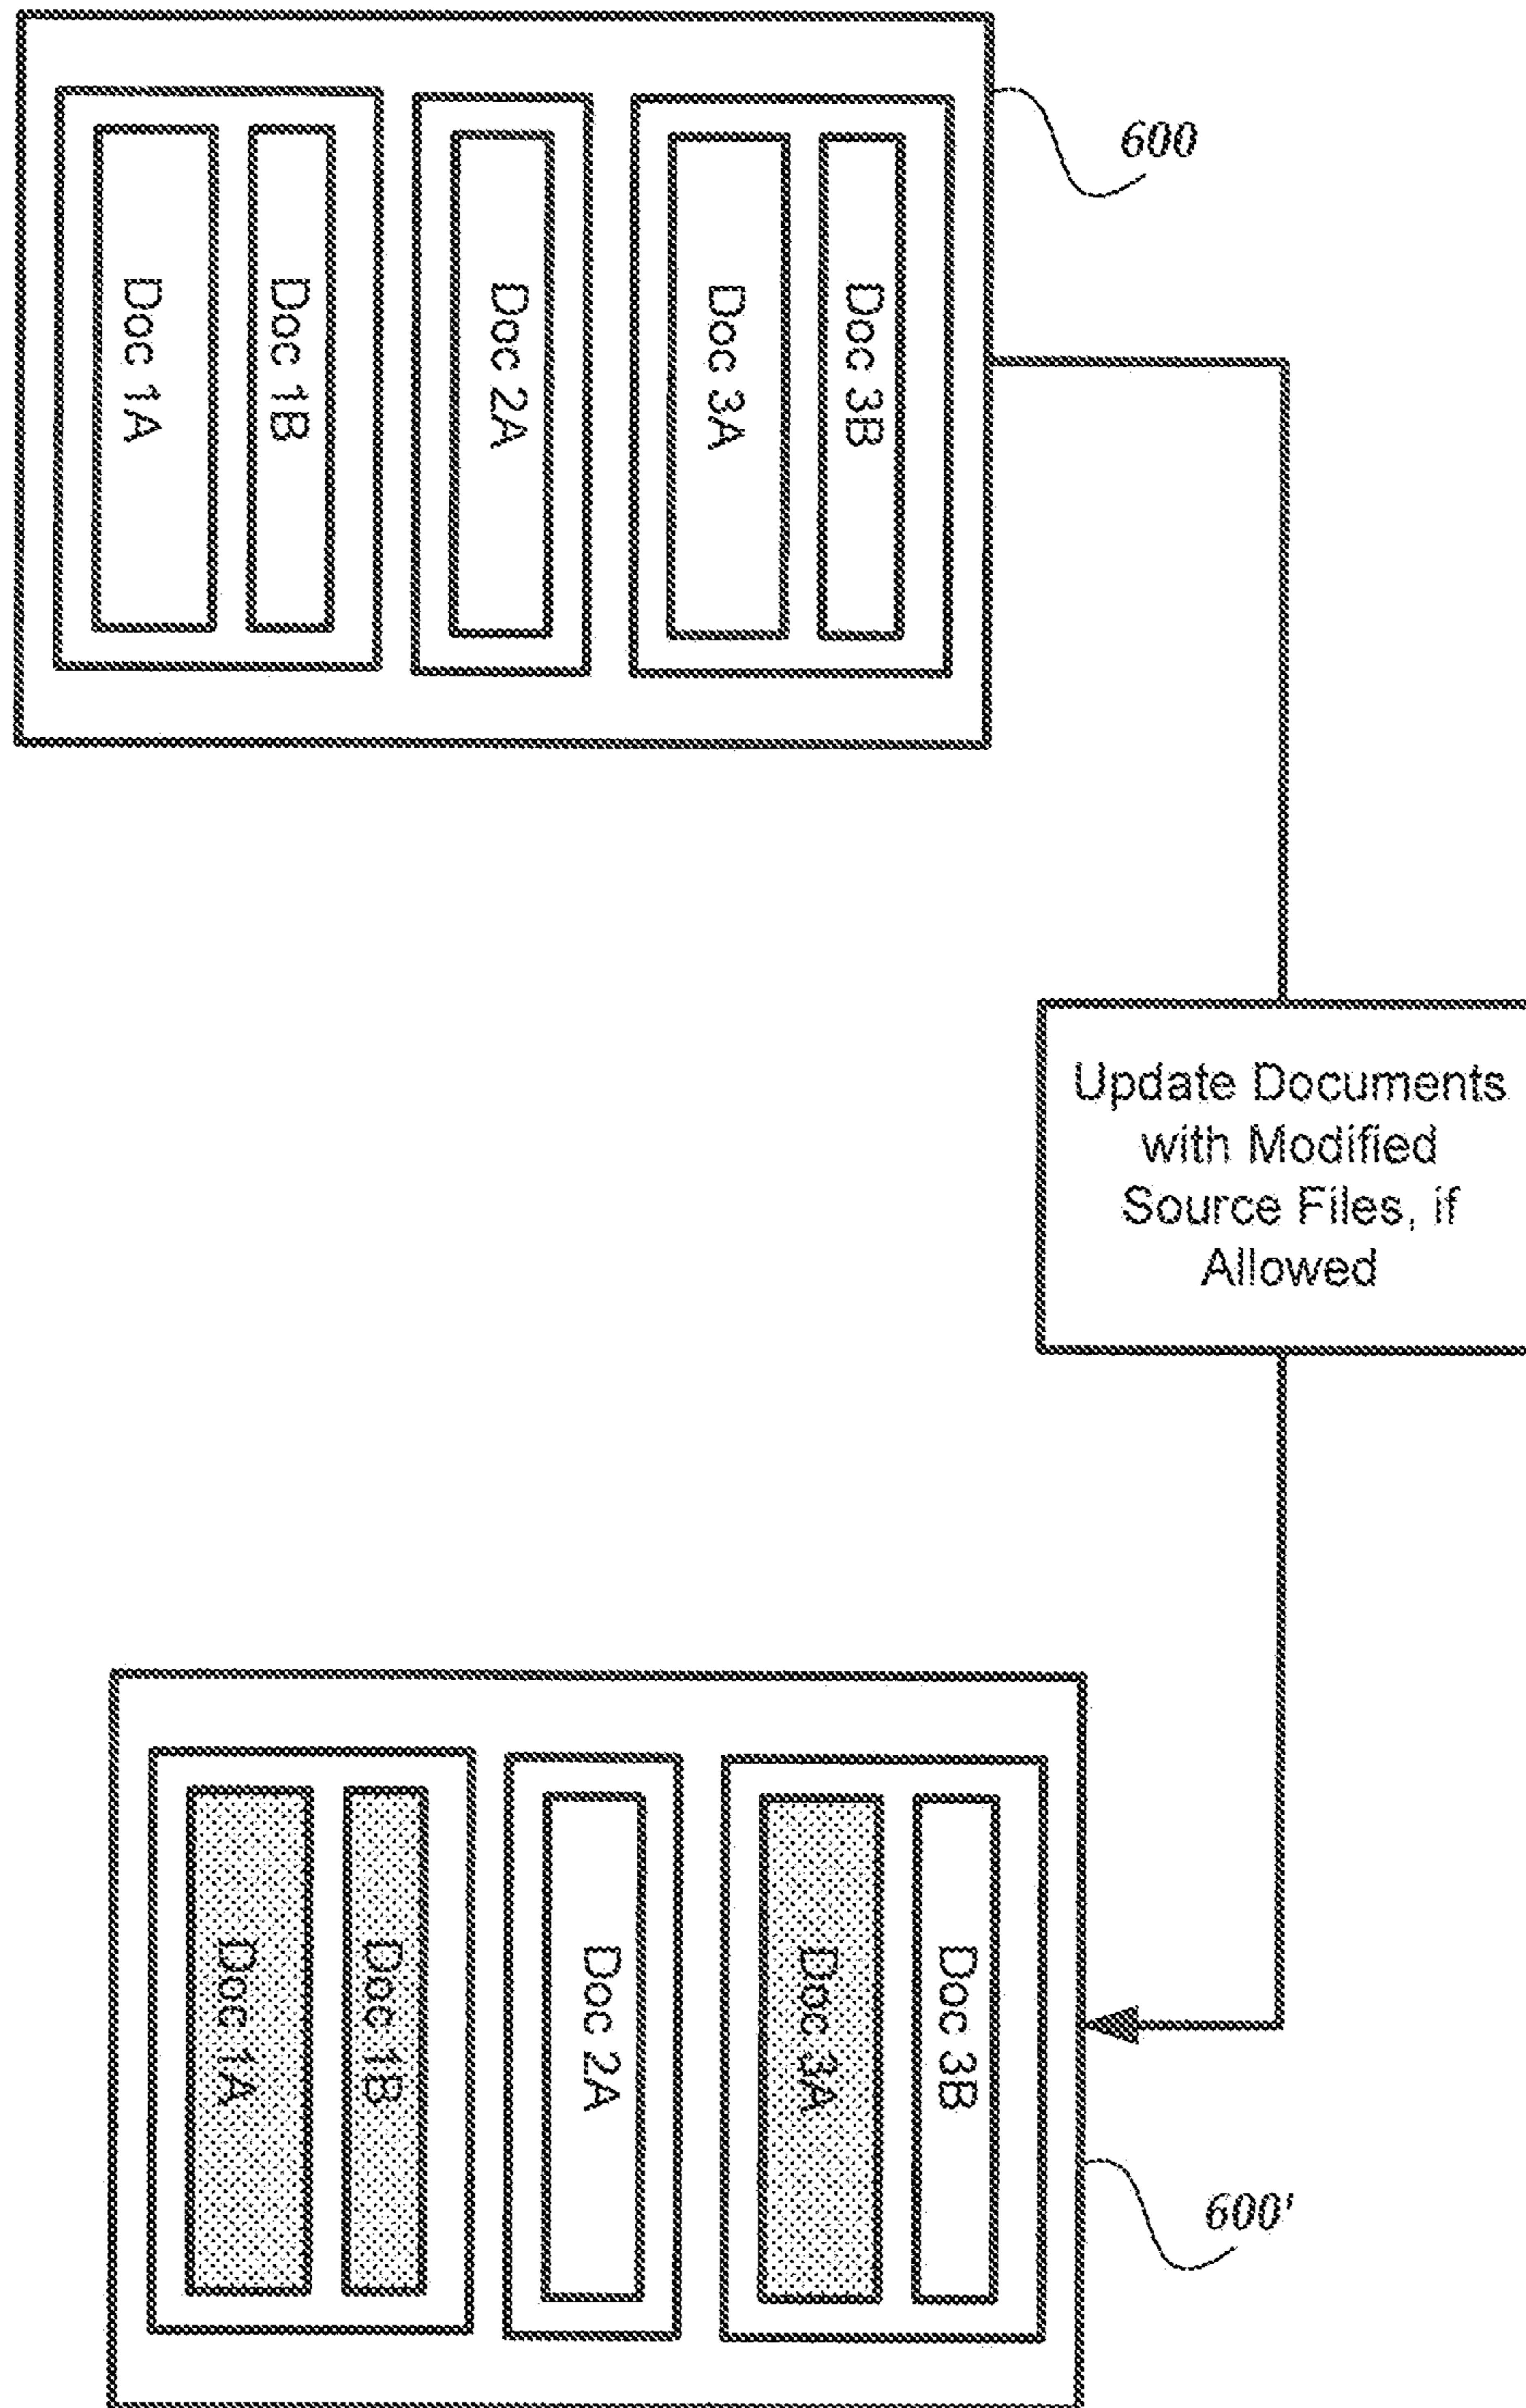 Doc 1A
Doc 1B
Doc 2A
Doc 3A
Doc 3B
600
Update Documents
with Modified
Source Files, if
Allowed
Doc 1A
Doc 1B
Doc 2A
Doc 3A
Doc 3B
600'